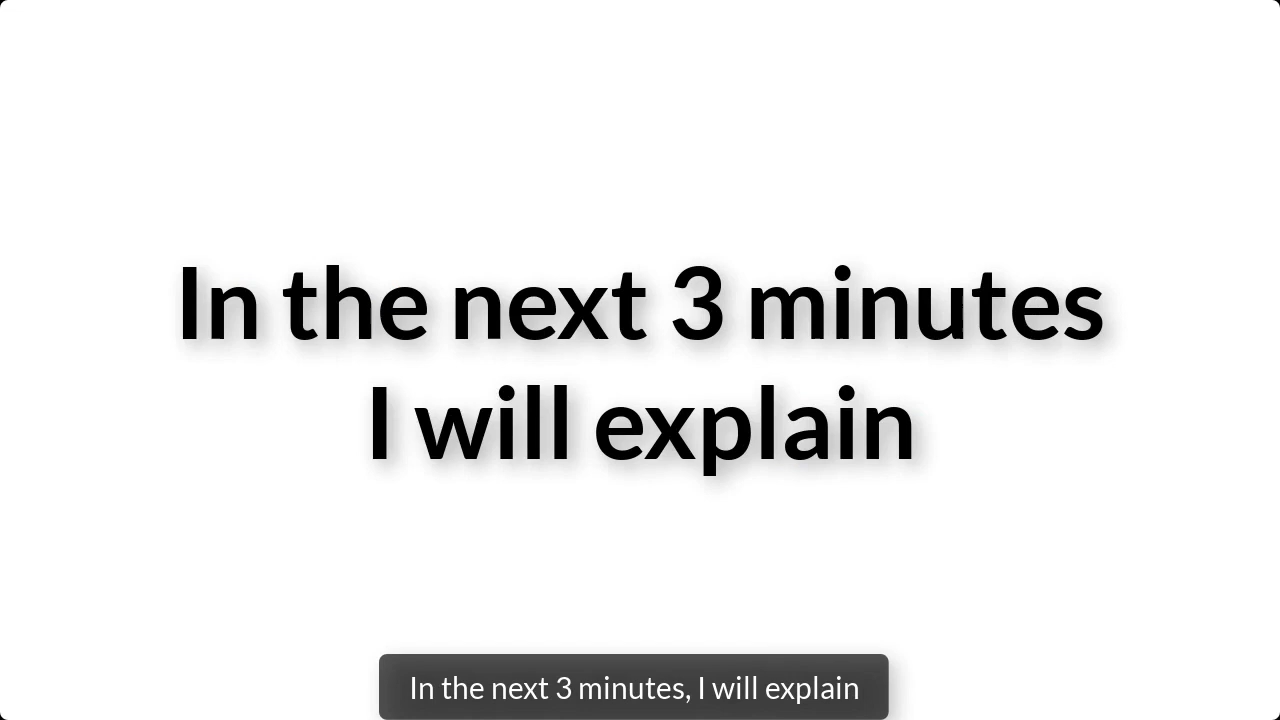 In the next 3 minutes
I will explain
In the next 3 minutes, I will explain